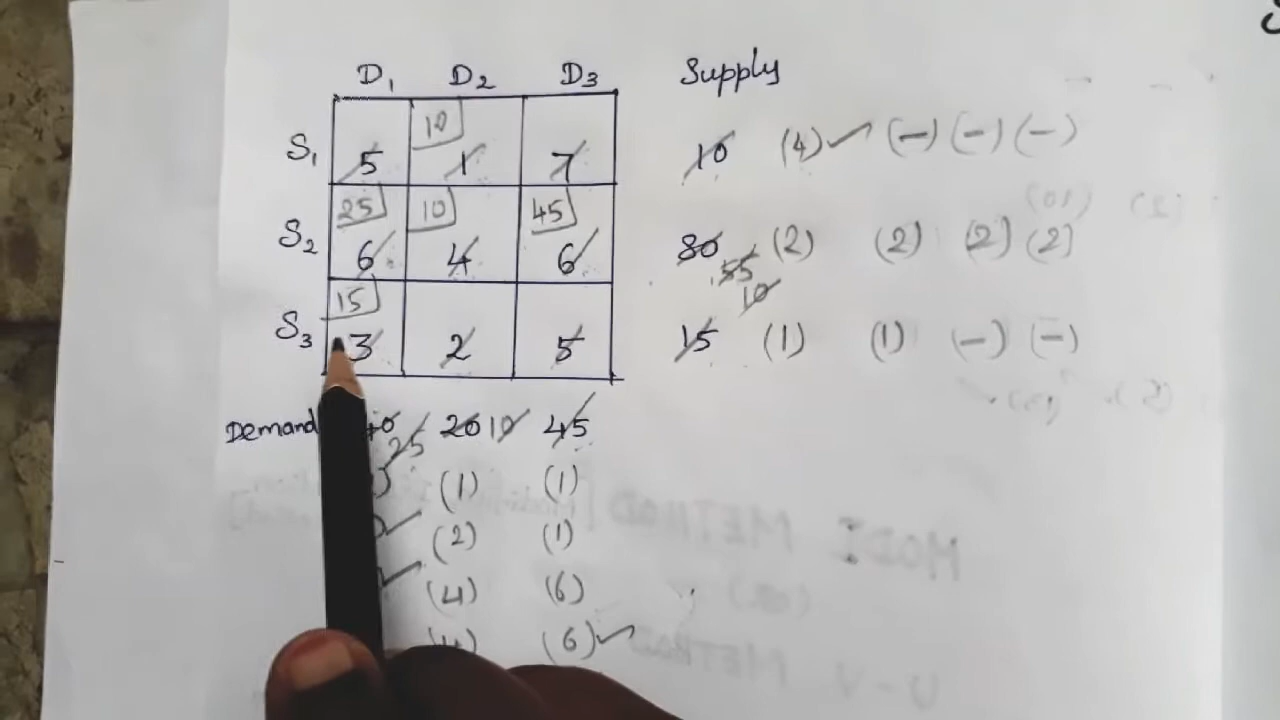 D1 D2 D3 Supply
10
S1 5 1 7 10 (4) ✓ (-) (-) (-)
25 10 45
S2 6 4 6 80 (2) (2) (2) (2)
55
10
15
S3 3 2 5 15 (1) (1) (-) (-)
Demand 20 10 45
25
(1) (1)
(2) (1)
(4) (6)
(6) ✓
MODI METHOD
U-V METHOD